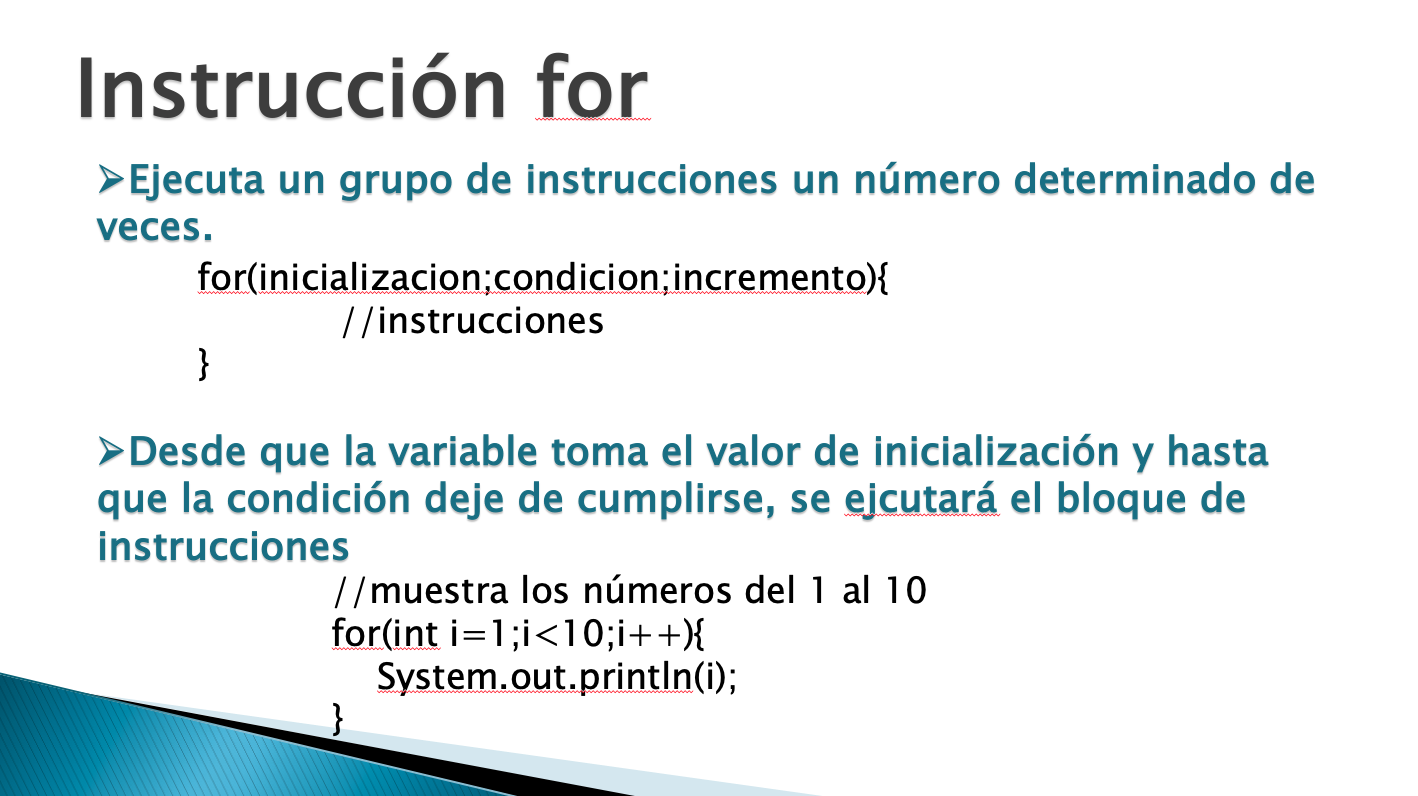 Instrucción for
➢Ejecuta un grupo de instrucciones un número determinado de
veces.
for(inicializacion;condicion;incremento){
//instrucciones
}
➢Desde que la variable toma el valor de inicialización y hasta
que la condición deje de cumplirse, se ejcutará el bloque de
instrucciones
//muestra los números del 1 al 10
for(int i=1;i<10;i++){
System.out.println(i);
}